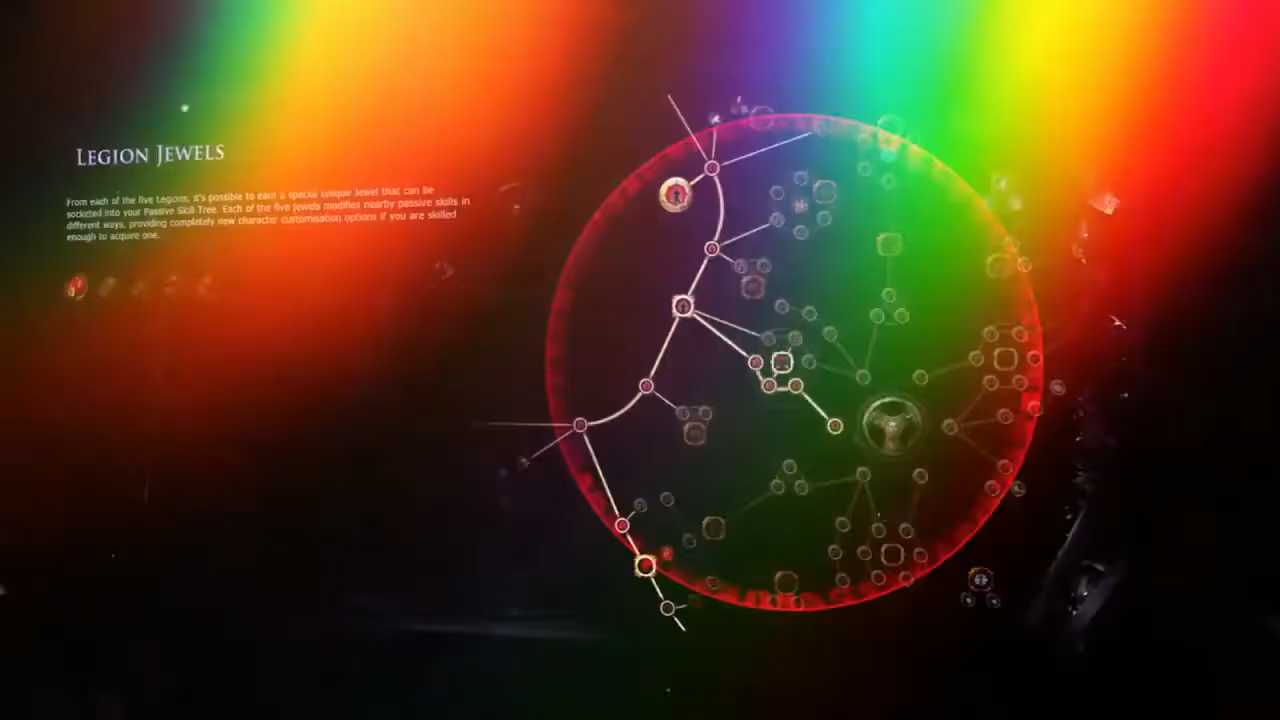 LEGION JEWELS
From each of the five Legions, it's possible to earn a special unique Jewel that can be
socketed into your Passive Skill Tree. Each of the five jewels modifies nearby passive skills in
different ways, providing completely new character customisation options if you are skilled
enough to acquire one.